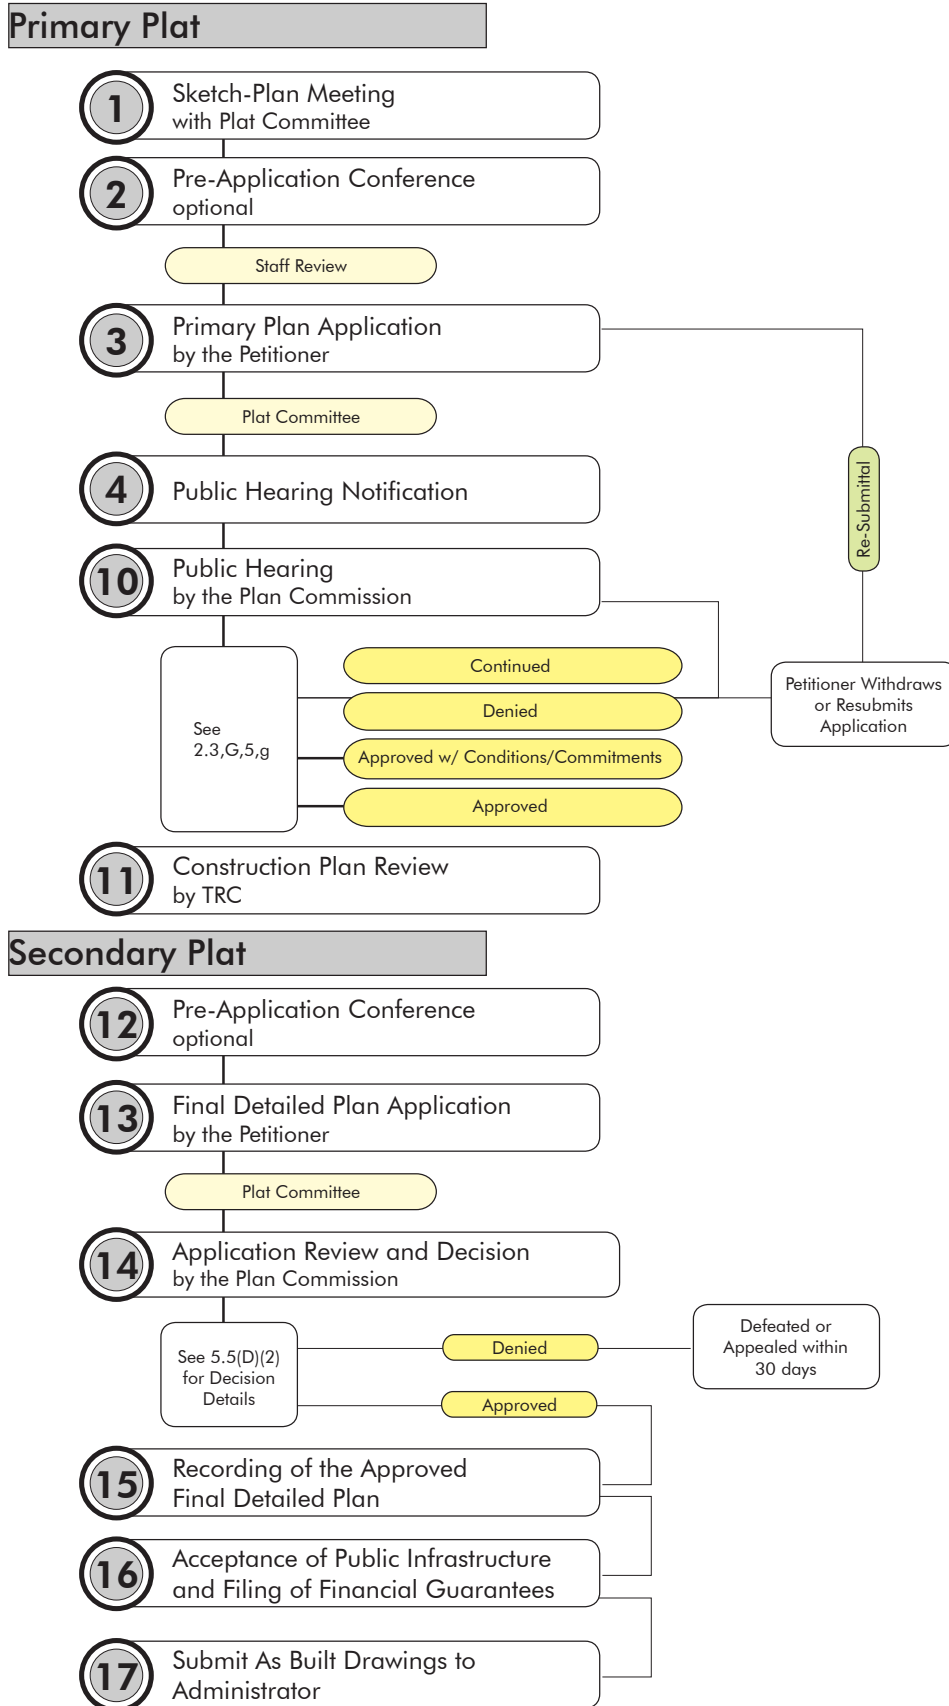 Primary Plat
1
Sketch-Plan Meeting
with Plat Committee
2
Pre-Application Conference
optional
Staff Review
3
Primary Plan Application
by the Petitioner
Plat Committee
4
Public Hearing Notification
Re-Submittal
10
Public Hearing
by the Plan Commission
See
2.3,G,5,g
Continued
Denied
Approved w/ Conditions/Commitments
Approved
Petitioner Withdraws
or Resubmits
Application
11
Construction Plan Review
by TRC
Secondary Plat
12
Pre-Application Conference
optional
13
Final Detailed Plan Application
by the Petitioner
Plat Committee
14
Application Review and Decision
by the Plan Commission
See 5.5(D)(2)
for Decision
Details
Denied
Approved
Defeated or
Appealed within
30 days
15
Recording of the Approved
Final Detailed Plan
16
Acceptance of Public Infrastructure
and Filing of Financial Guarantees
17
Submit As Built Drawings to
Administrator